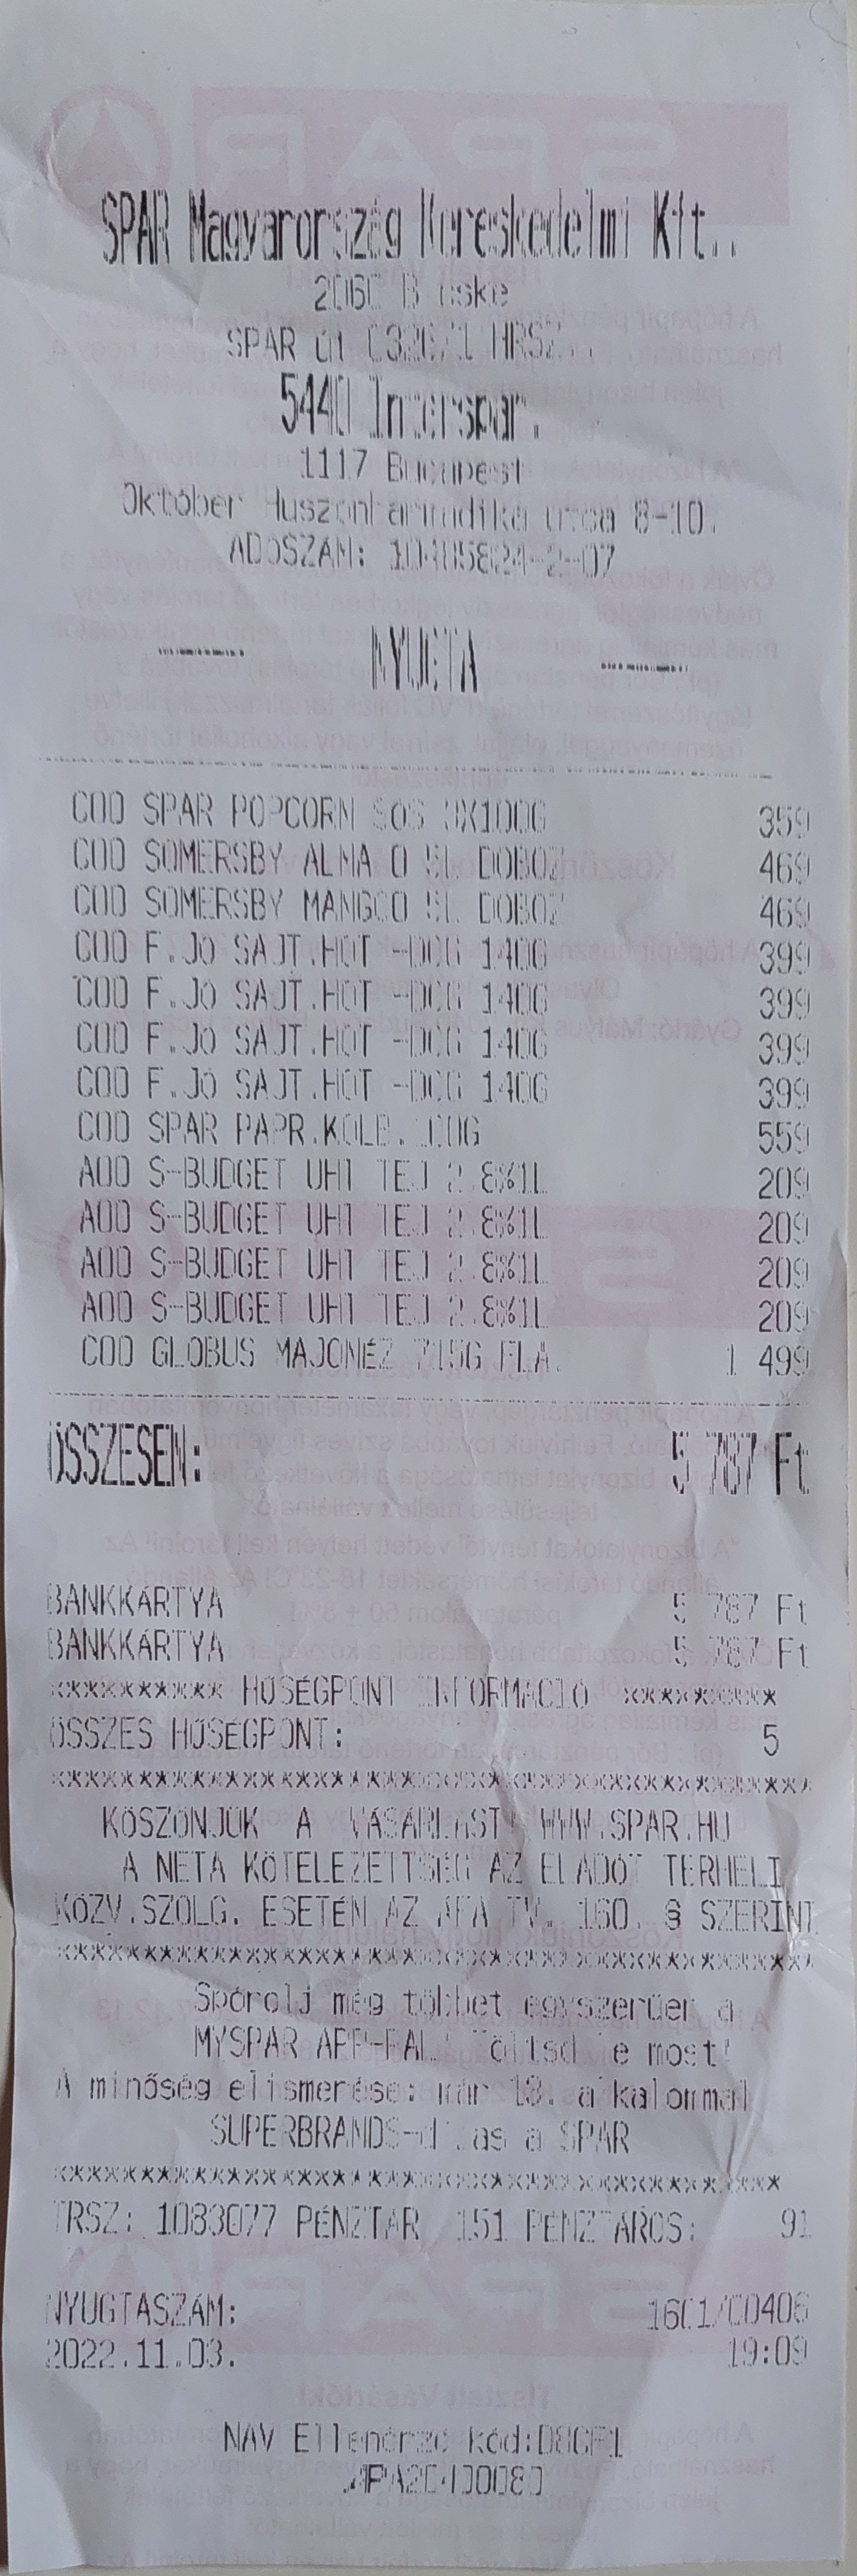 SPAR Magyarország Kereskedelmi Kft..
2060 Bicske
SPAR út 0326/1 HRSZ..
5440 Interspar.
1117 Budapest
Október Huszonharmadika utca 8-10.
ADÓSZÁM: 10485824-2-07
NYUGTA
C00 SPAR POPCORN SÓS 3X100G 359
C00 SOMERSBY ALMA 0 5L DOBOZ 469
C00 SOMERSBY MANGÓ0 5L DOBOZ 469
C00 F.JÓ SAJT.HOT -DOG 140G 399
C00 F.JÓ SAJT.HOT -DOG 140G 399
C00 F.JÓ SAJT.HOT -DOG 140G 399
C00 F.JÓ SAJT.HOT -DOG 140G 399
C00 SPAR PAPR.KOLB.100G 559
A00 S-BUDGET UHT TEJ 2.8%1L 209
A00 S-BUDGET UHT TEJ 2.8%1L 209
A00 S-BUDGET UHT TEJ 2.8%1L 209
A00 S-BUDGET UHT TEJ 2.8%1L 209
C00 GLOBUS MAJONÉZ 715G FLA. 1 499
ÖSSZESEN: 5 787 Ft
BANKKÁRTYA 5 787 Ft
BANKKÁRTYA 5 787 Ft
********** HŰSÉGPONT INFORMÁCIÓ *********
ÖSSZES HŰSÉGPONT: 5
KÖSZÖNJÜK A VÁSÁRLÁST! WWW.SPAR.HU
A NETA KÖTELEZETTSÉG AZ ELADÓT TERHELI
KÖZV.SZOLG. ESETÉN AZ ÁFA TV. 160. § SZERINT
Spórolj még többet egyszerűen a
MYSPAR APP-PAL! Töltsd le most!
A minőség elismerése: már 13. alkalommal
SUPERBRANDS-díjas a SPAR
TRSZ: 1083077 PÉNZTÁR 151 PÉNZTÁROS: 91
NYUGTASZÁM: 1601/00406
2022.11.03. 19:09
NAV Ellenőrző kód: